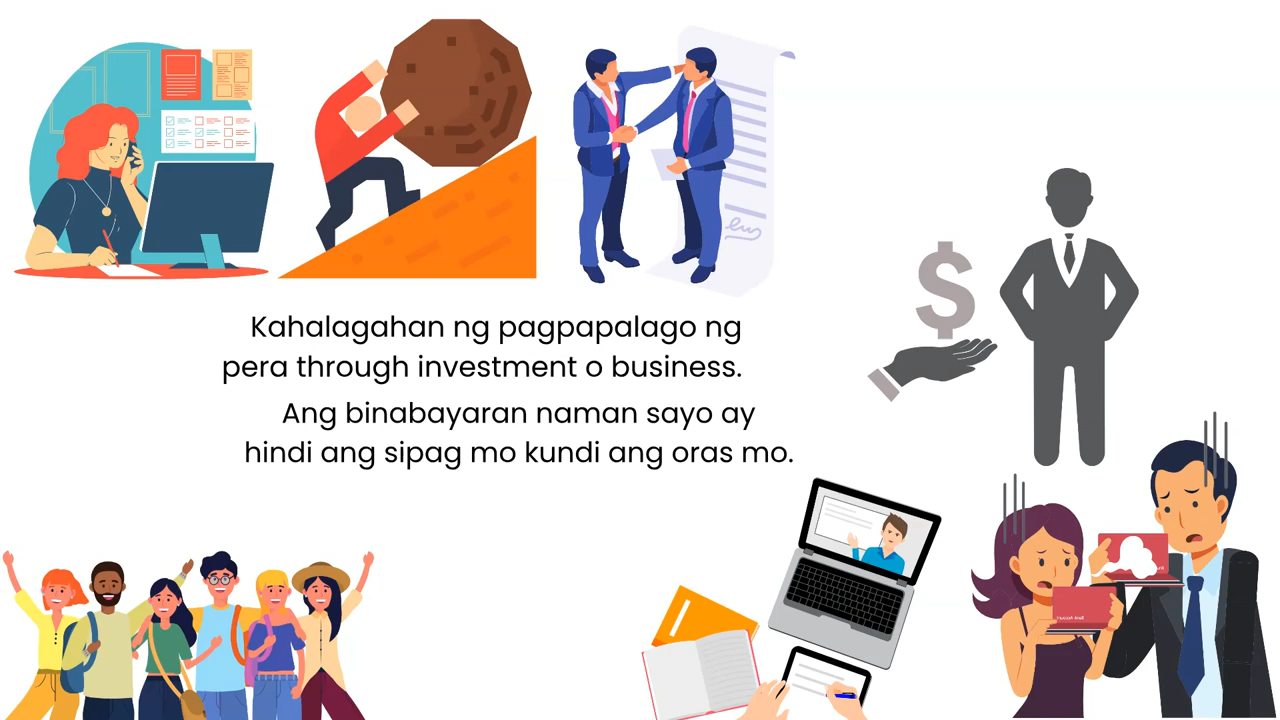 Kahalagahan ng pagpapalago ng
pera through investment o business.
Ang binabayaran naman sayo ay
hindi ang sipag mo kundi ang oras mo.
$